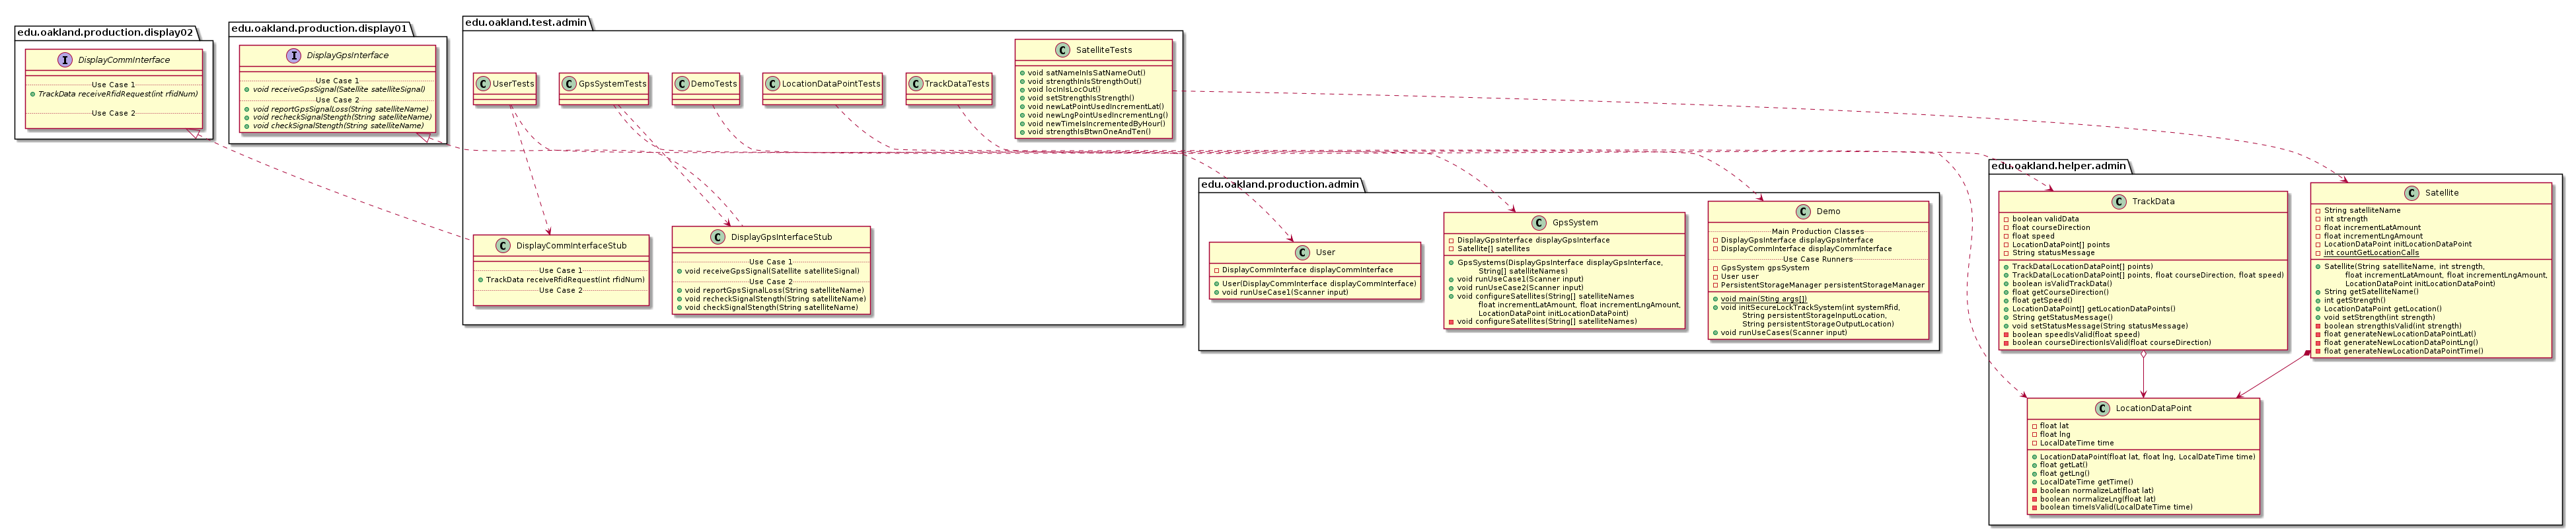 edu.oakland.production.display02
DisplayCommInterface
Use Case 1
TrackData receiveRfidRequest(int rfidNum)
Use Case 2
edu.oakland.production.display01
DisplayGpsInterface
Use Case 1
void receiveGpsSignal(Satellite satelliteSignal)
Use Case 2
void reportGpsSignalLoss(String satelliteName)
void recheckSignalStength(String satelliteName)
void checkSignalStength(String satelliteName)
edu.oakland.test.admin
UserTests
GpsSystemTests
DemoTests
LocationDataPointTests
TrackDataTests
SatelliteTests
void satNameInIsSatNameOut()
void strengthInIsStrengthOut()
void locInIsLocOut()
void setStrengthIsStrength()
void newLatPointUsedIncrementLat()
void newLngPointUsedIncrementLng()
void newTimeIsIncrementedByHour()
void strengthIsBtwnOneAndTen()
DisplayCommInterfaceStub
Use Case 1
TrackData receiveRfidRequest(int rfidNum)
Use Case 2
DisplayGpsInterfaceStub
Use Case 1
void receiveGpsSignal(Satellite satelliteSignal)
Use Case 2
void reportGpsSignalLoss(String satelliteName)
void recheckSignalStength(String satelliteName)
void checkSignalStength(String satelliteName)
edu.oakland.production.admin
User
DisplayCommInterface displayCommInterface
User(DisplayCommInterface displayCommInterface)
void runUseCase1(Scanner input)
GpsSystem
DisplayGpsInterface displayGpsInterface
Satellite[] satellites
GpsSystems(DisplayGpsInterface displayGpsInterface,
String[] satelliteNames)
void runUseCase1(Scanner input)
void runUseCase2(Scanner input)
void configureSatellites(String[] satelliteNames
float incrementLatAmount, float incrementLngAmount,
LocationDataPoint initLocationDataPoint)
void configureSatellites(String[] satelliteNames)
Demo
Main Production Classes
DisplayGpsInterface displayGpsInterface
DisplayCommInterface displayCommInterface
Use Case Runners
GpsSystem gpsSystem
User user
PersistentStorageManager persistentStorageManager
void main(Sting args[])
void initSecureLockTrackSystem(int systemRfid,
String persistentStorageInputLocation,
String persistentStorageOutputLocation)
void runUseCases(Scanner input)
edu.oakland.helper.admin
TrackData
boolean validData
float courseDirection
float speed
LocationDataPoint[] points
String statusMessage
TrackData(LocationDataPoint[] points)
TrackData(LocationDataPoint[] points, float courseDirection, float speed)
boolean isValidTrackData()
float getCourseDirection()
float getSpeed()
LocationDataPoint[] getLocationDataPoints()
String getStatusMessage()
void setStatusMessage(String statusMessage)
boolean speedIsValid(float speed)
boolean courseDirectionIsValid(float courseDirection)
Satellite
String satelliteName
int strength
float incrementLatAmount
float incrementLngAmount
LocationDataPoint initLocationDataPoint
int countGetLocationCalls
Satellite(String satelliteName, int strength,
float incrementLatAmount, float incrementLngAmount,
LocationDataPoint initLocationDataPoint)
String getSatelliteName()
int getStrength()
LocationDataPoint getLocation()
void setStrength(int strength)
boolean strengthIsValid(int strength)
float generateNewLocationDataPointLat()
float generateNewLocationDataPointLng()
float generateNewLocationDataPointTime()
LocationDataPoint
float lat
float lng
LocalDateTime time
LocationDataPoint(float lat, float lng, LocalDateTime time)
float getLat()
float getLng()
LocalDateTime getTime()
boolean normalizeLat(float lat)
boolean normalizeLng(float lat)
boolean timeIsValid(LocalDateTime time)